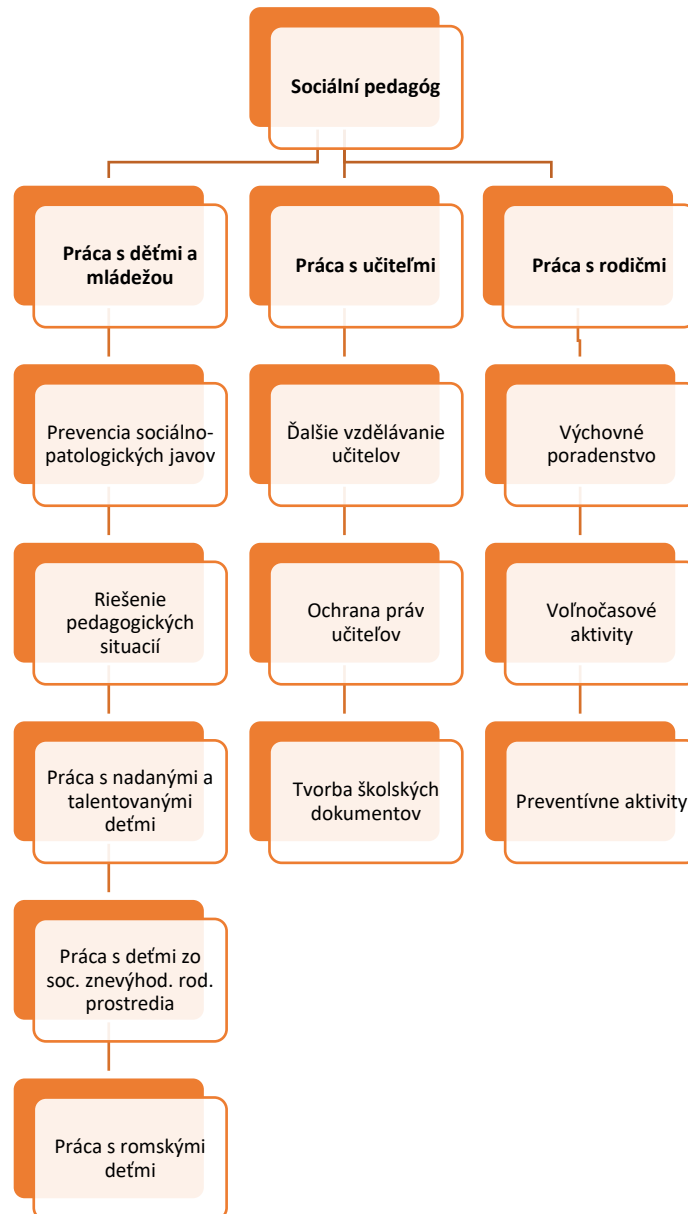 Sociální pedagóg
Práca s děťmi a
mládežou
Práca s učiteľmi
Práca s rodičmi
Prevencia sociálno-
patologických javov
Ďalšie vzdělávanie
učitelov
Výchovné
poradenstvo
Riešenie
pedagogických
situacií
Ochrana práv
učiteľov
Voľnočasové
aktivity
Práca s nadanými a
talentovanými
deťmi
Tvorba školských
dokumentov
Preventívne aktivity
Práca s deťmi zo
soc. znevýhod. rod.
prostredia
Práca s romskými
deťmi